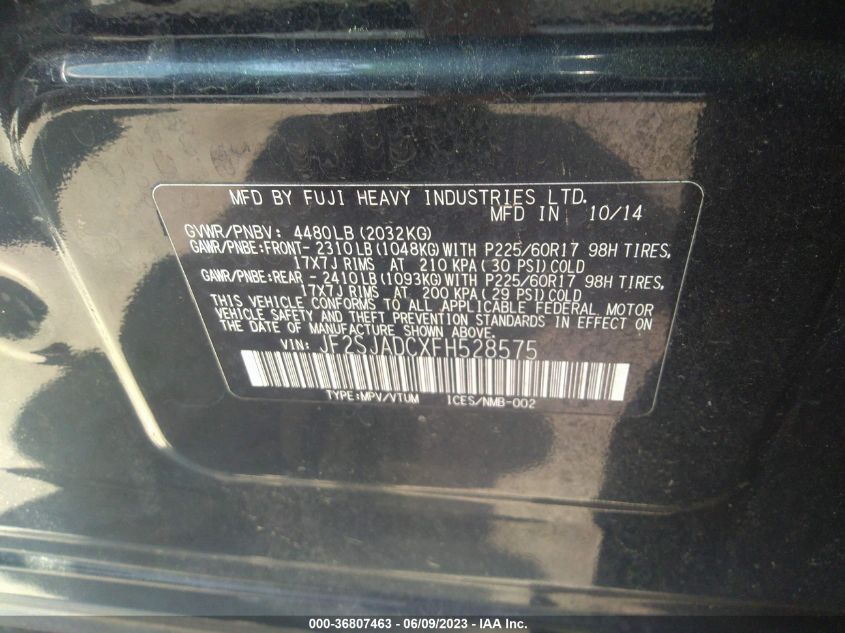 MFD BY FUJI HEAVY INDUSTRIES LTD.
MFD IN 10/14
GVWR/PNBV: 4480LB(2032KG)
GAWR/PNBE:FRONT-2310LB(1048KG)WITH P225/60R17 98H TIRES,
17X7J RIMS AT 210KPA(30 PSI)COLD
GAWR/PNBE:REAR -2410LB(1093KG)WITH P225/60R17 98H TIRES,
17X7J RIMS AT 200KPA(29 PSI)COLD
THIS VEHICLE CONFORMS TO ALL APPLICABLE FEDERAL MOTOR
VEHICLE SAFETY AND THEFT PREVENTION STANDARDS IN EFFECT ON
THE DATE OF MANUFACTURE SHOWN ABOVE.
VIN: JF2SJADCXFH528575
TYPE:MPV/VTUM ICES/NMB-002
000-36807463 - 06/09/2023 - IAA Inc.